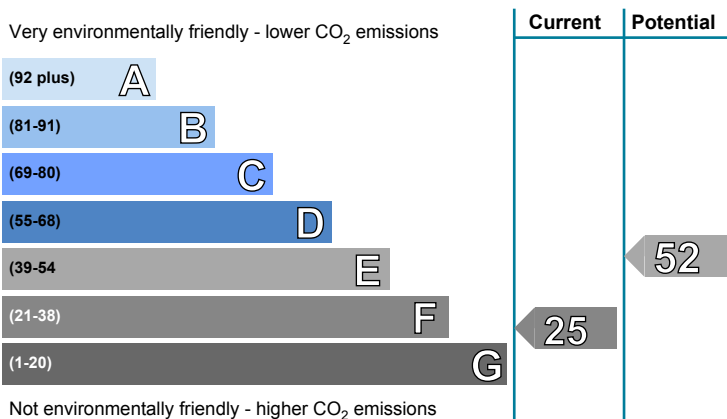 Current Potential
Very environmentally friendly - lower CO2 emissions
(92 plus) A
(81-91) B
(69-80) C
(55-68) D
(39-54 E
52
(21-38) F
25
(1-20) G
Not environmentally friendly - higher CO2 emissions